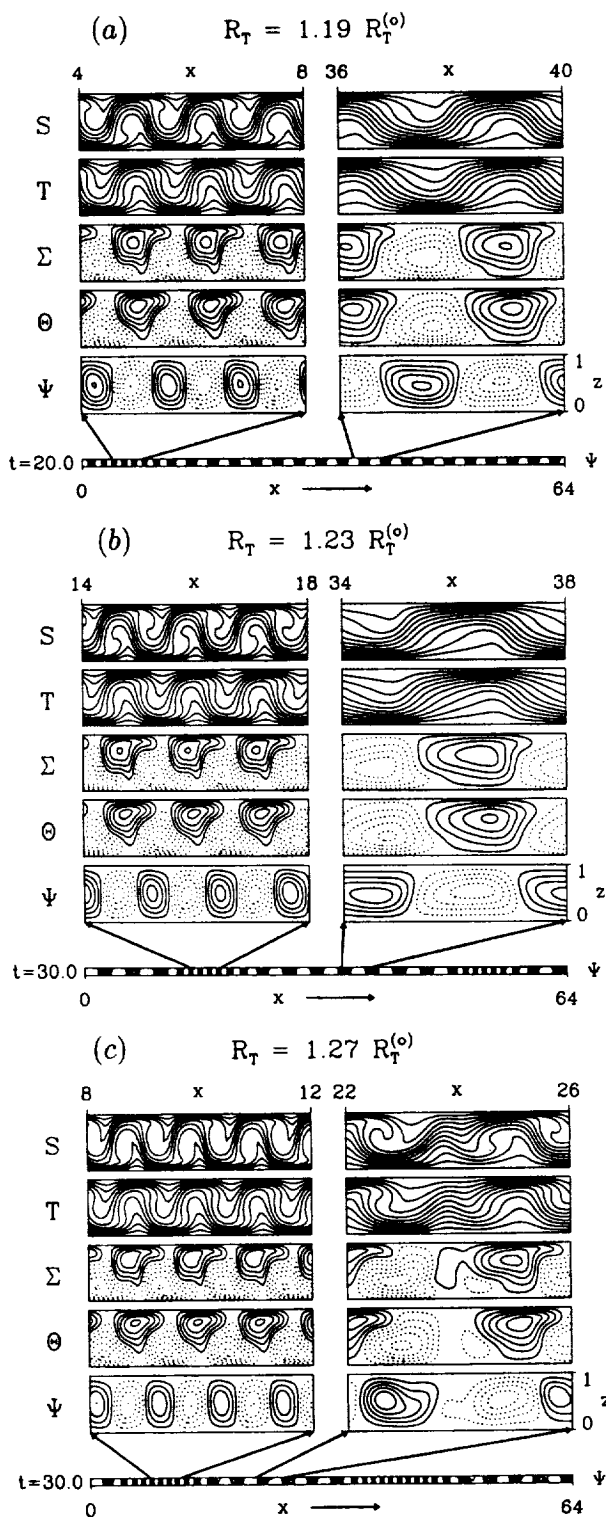 (a) R_T = 1.19 R_T^(o)
4 x 8 36 x 40
S
T
Σ
Θ
Ψ 1 z 0
t=20.0 Ψ
0 x 64
(b) R_T = 1.23 R_T^(o)
14 x 18 34 x 38
S
T
Σ
Θ
Ψ 1 z 0
t=30.0 Ψ
0 x 64
(c) R_T = 1.27 R_T^(o)
8 x 12 22 x 26
S
T
Σ
Θ
Ψ 1 z 0
t=30.0 Ψ
0 x 64